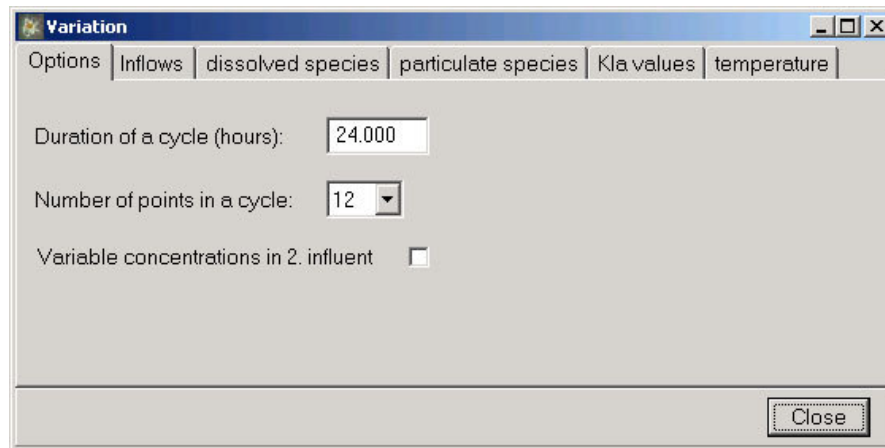 Variation
Options Inflows dissolved species particulate species Kla values temperature
Duration of a cycle (hours): 24.000
Number of points in a cycle: 12
Variable concentrations in 2. influent
Close